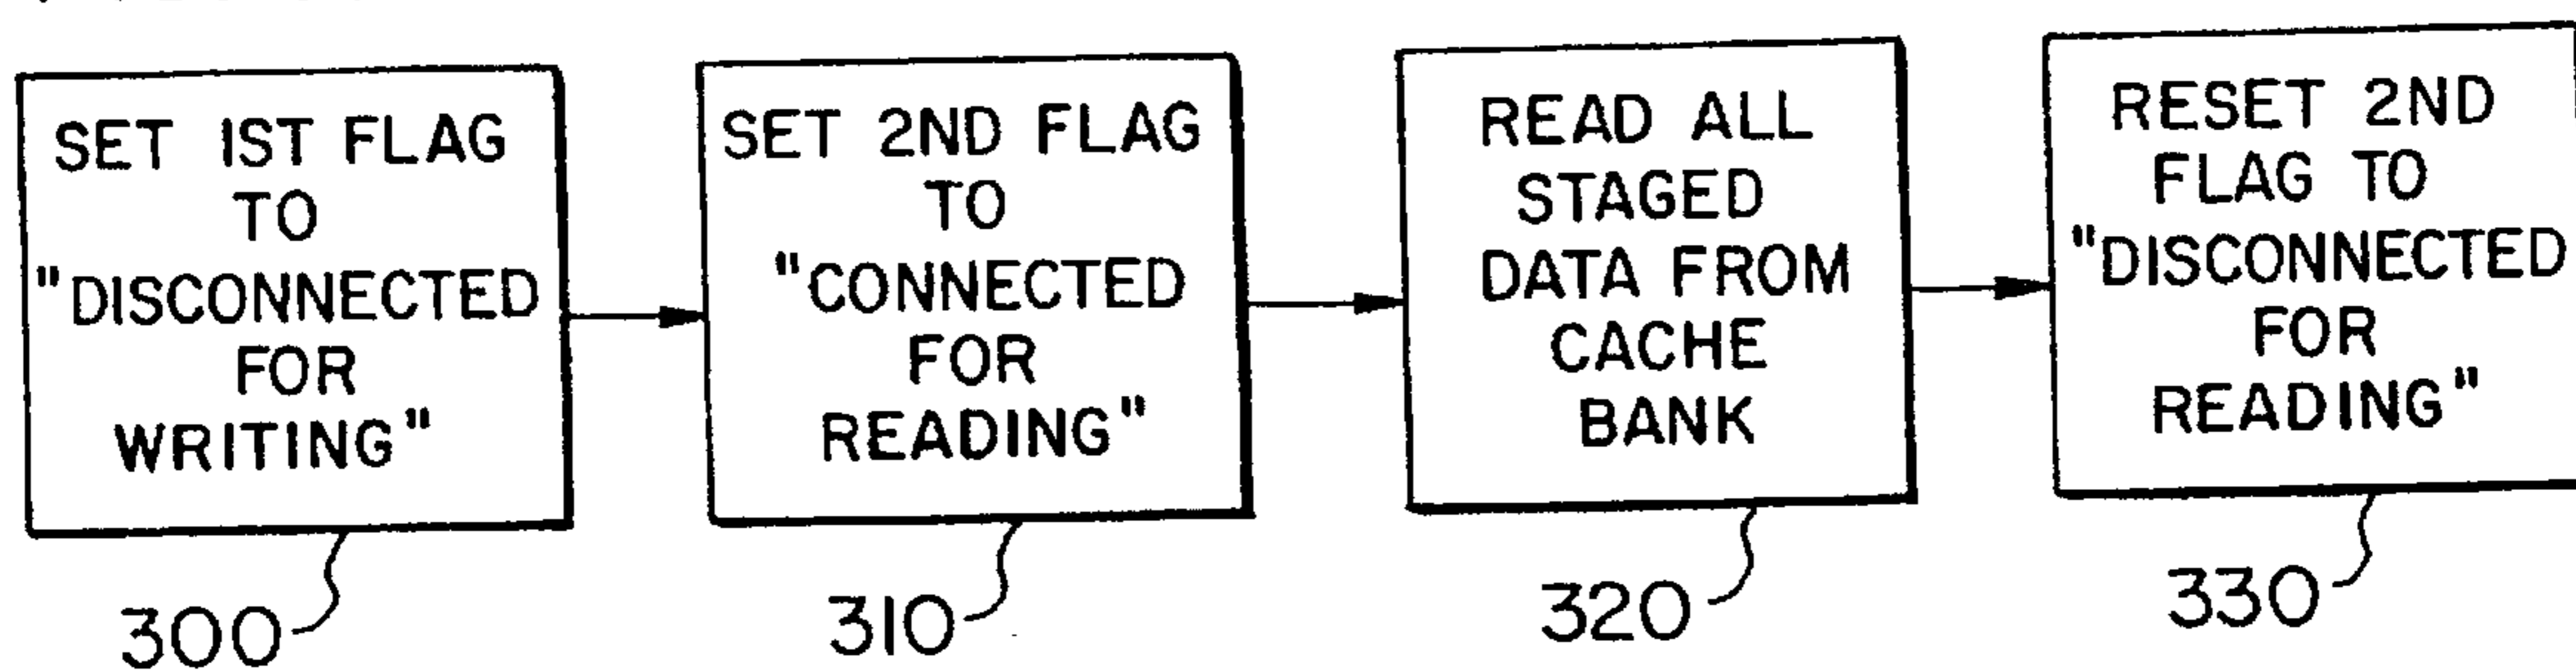 SET 1ST FLAG
TO
"DISCONNECTED
FOR
WRITING"
300
SET 2ND FLAG
TO
"CONNECTED
FOR
READING"
310
READ ALL
STAGED
DATA FROM
CACHE
BANK
320
RESET 2ND
FLAG TO
"DISCONNECTED
FOR
READING"
330